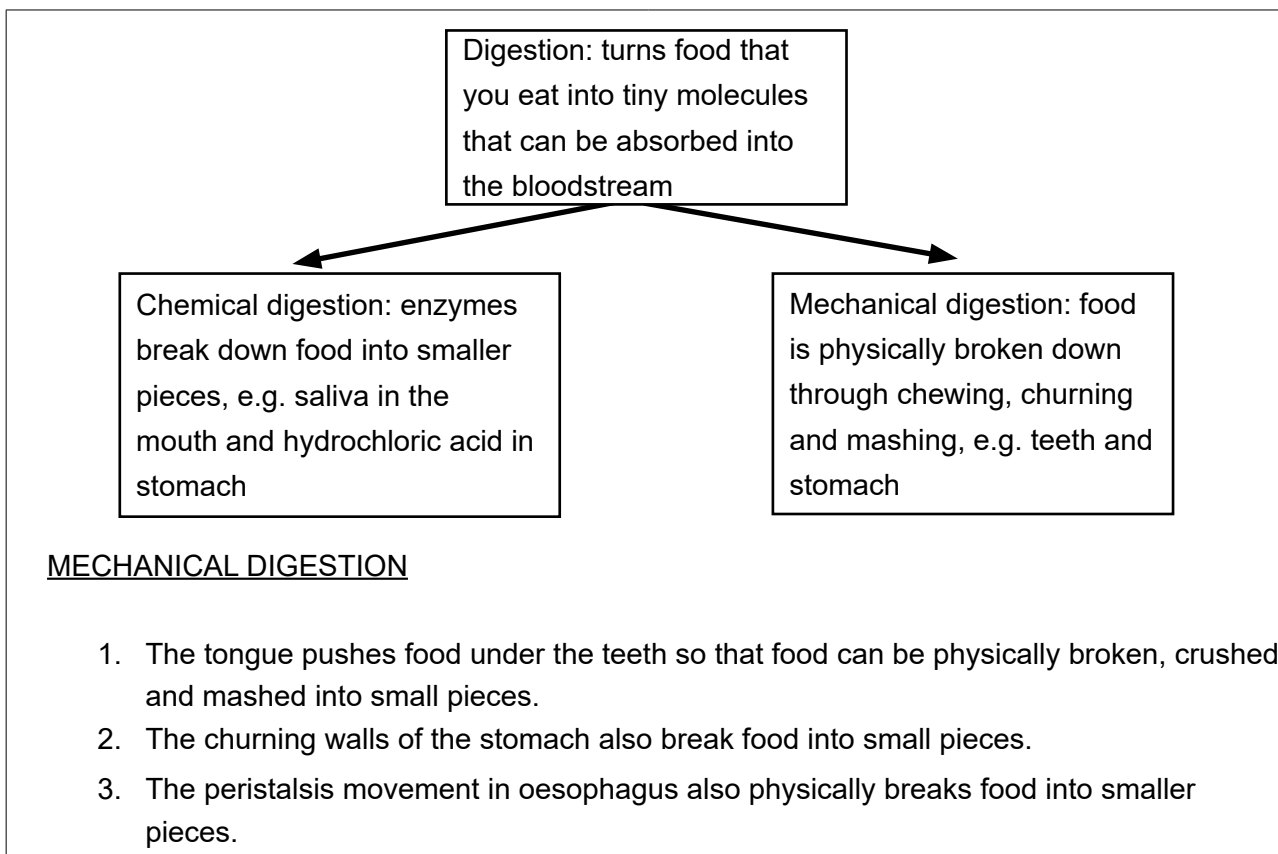 Digestion: turns food that
you eat into tiny molecules
that can be absorbed into
the bloodstream
Chemical digestion: enzymes
break down food into smaller
pieces, e.g. saliva in the
mouth and hydrochloric acid in
stomach
Mechanical digestion: food
is physically broken down
through chewing, churning
and mashing, e.g. teeth and
stomach
MECHANICAL DIGESTION
1. The tongue pushes food under the teeth so that food can be physically broken, crushed
and mashed into small pieces.
2. The churning walls of the stomach also break food into small pieces.
3. The peristalsis movement in oesophagus also physically breaks food into smaller
pieces.